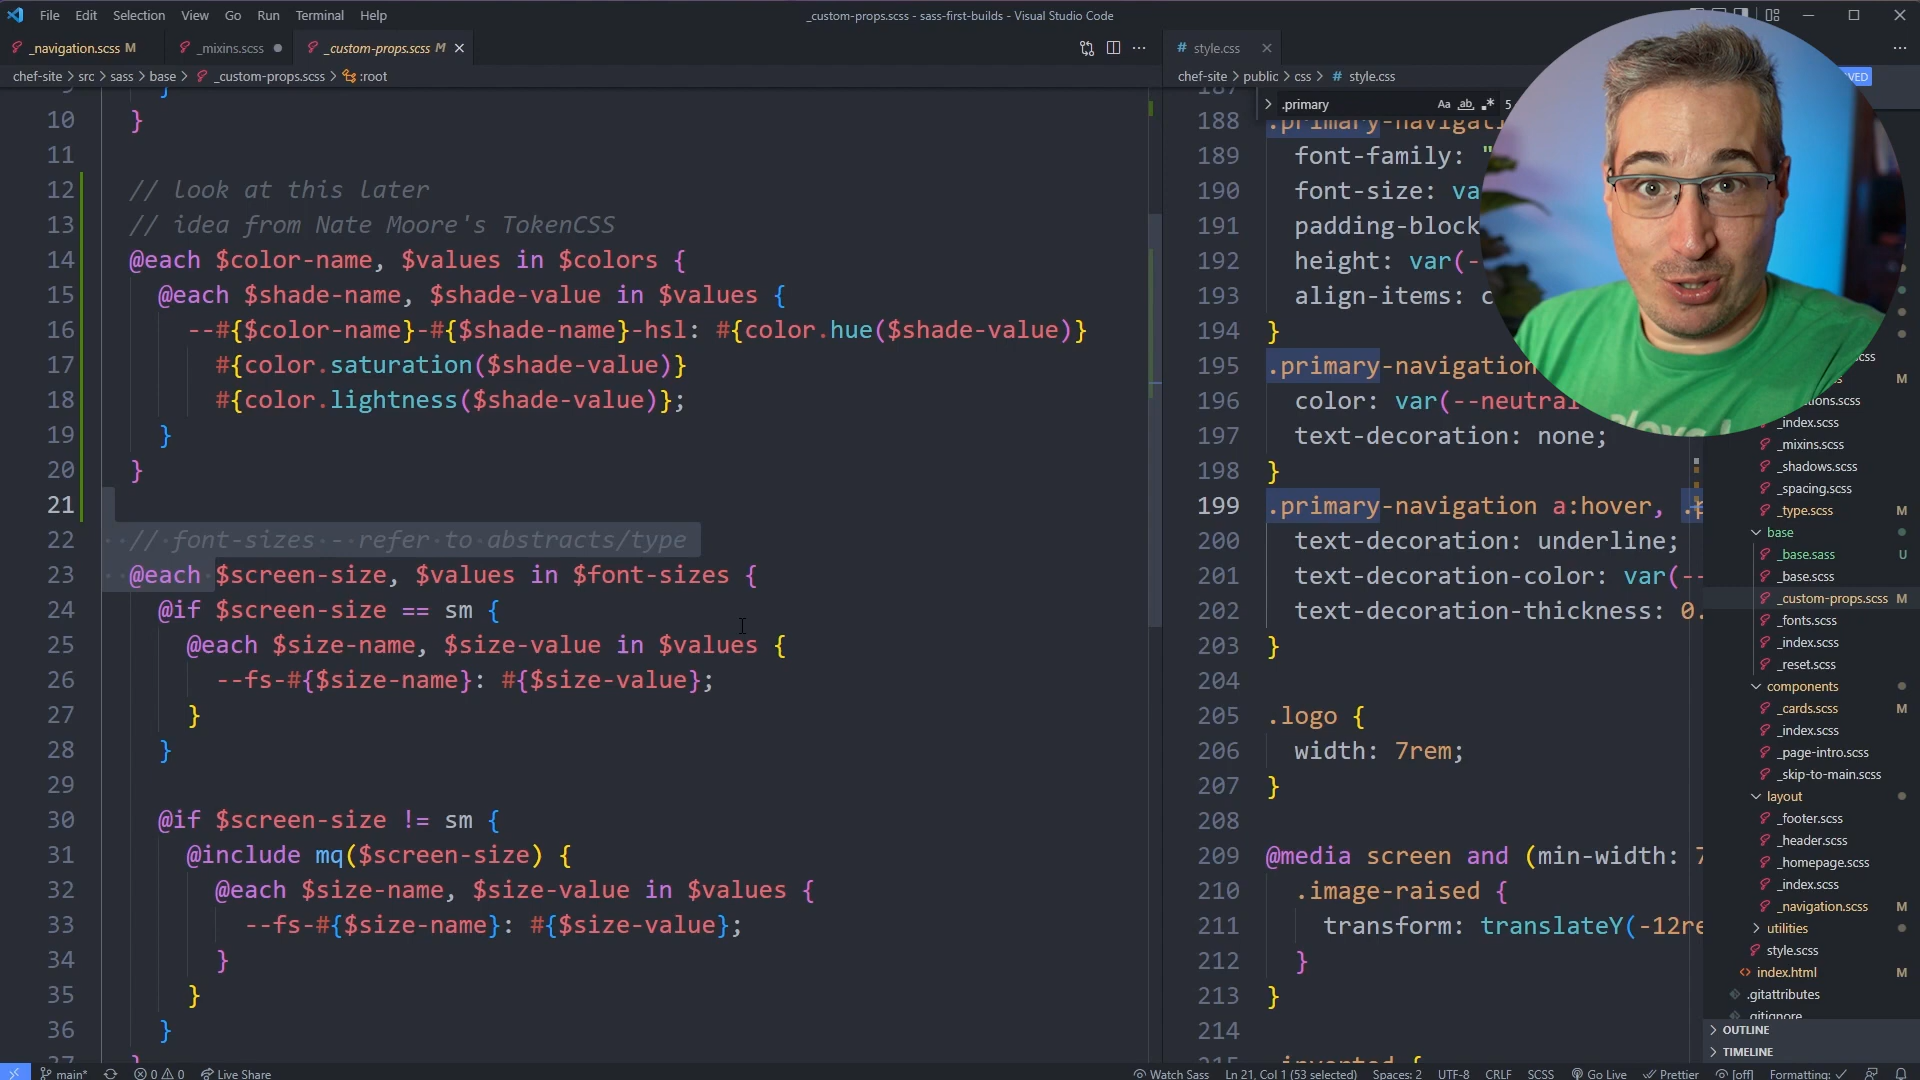 File Edit Selection View Go Run Terminal Help
_custom-props.scss - sass-first-builds - Visual Studio Code
_navigation.scss M
_mixins.scss
_custom-props.scss M
chef-site > src > sass > base > _custom-props.scss > :root
9 }
10 }
11
12 // look at this later
13 // idea from Nate Moore's TokenCSS
14 @each $color-name, $values in $colors {
15 @each $shade-name, $shade-value in $values {
16 --#{$color-name}-#{$shade-name}-hsl: #{color.hue($shade-value)}
17 #{color.saturation($shade-value)}
18 #{color.lightness($shade-value)};
19 }
20 }
21
22 // font-sizes - refer to abstracts/type
23 @each $screen-size, $values in $font-sizes {
24 @if $screen-size == sm {
25 @each $size-name, $size-value in $values {
26 --fs-#{$size-name}: #{$size-value};
27 }
28 }
29
30 @if $screen-size != sm {
31 @include mq($screen-size) {
32 @each $size-name, $size-value in $values {
33 --fs-#{$size-name}: #{$size-value};
34 }
35 }
36 }
37 }
style.css
chef-site > public > css > # style.css
.primary
Aa ab 5
VED
187
188 .primary-navigati
189 font-family: "
190 font-size: va
191 padding-block
192 height: var(-
193 align-items: c
194 }
195 .primary-navigation
196 color: var(--neutral
197 text-decoration: none;
198 }
199 .primary-navigation a:hover, .p
200 text-decoration: underline;
201 text-decoration-color: var(--
202 text-decoration-thickness: 0.
203 }
204
205 .logo {
206 width: 7rem;
207 }
208
209 @media screen and (min-width: 7
210 .image-raised {
211 transform: translateY(-12re
212 }
213 }
214
215 .inverted {
css
M
ions.scss
_index.scss
_mixins.scss
_shadows.scss
_spacing.scss
_type.scss M
base
_base.sass U
_base.scss
_custom-props.scss M
_fonts.scss
_index.scss
_reset.scss
components
_cards.scss M
_index.scss
_page-intro.scss
_skip-to-main.scss
layout
_footer.scss
_header.scss
_homepage.scss
_index.scss
_navigation.scss M
utilities
style.scss
index.html M
.gitattributes
.gitignore
OUTLINE
TIMELINE
main* 0 0 Live Share
Watch Sass Ln 21, Col 1 (53 selected) Spaces: 2 UTF-8 CRLF SCSS Go Live Prettier [off] Formatting: ✓